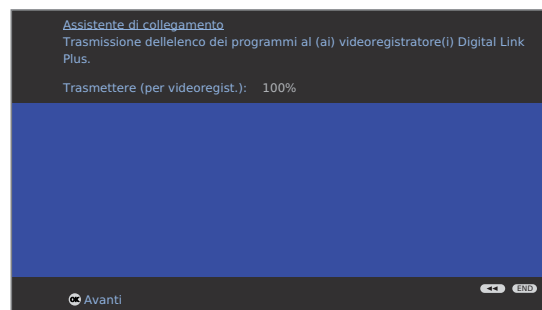 Assistente di collegamento
Trasmissione dellelenco dei programmi al (ai) videoregistratore(i) Digital Link
Plus.
Trasmettere (per videoregist.): 100%
END
OK Avanti